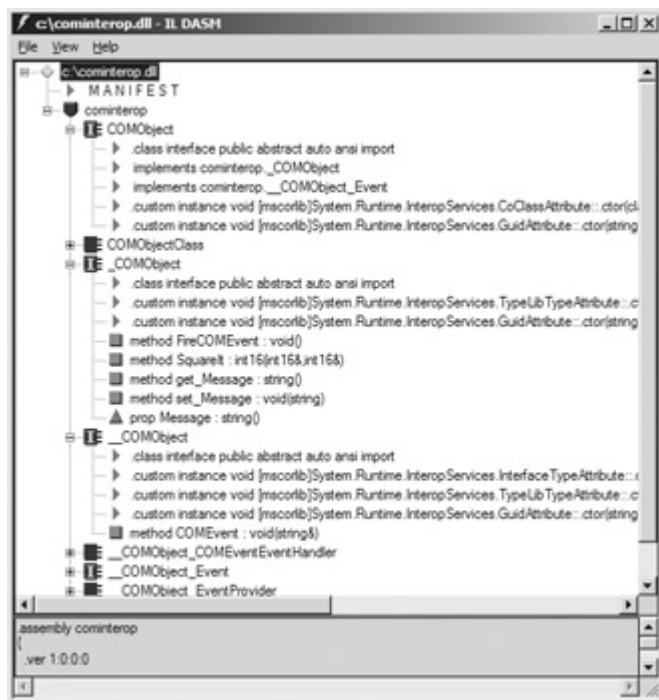 c:\cominterop.dll - IL DASM
File View Help
c:\cominterop.dll
MANIFEST
cominterop
COMObject
.class interface public abstract auto ansi import
implements cominterop._COMObject
implements cominterop.__COMObject_Event
.custom instance void [mscorlib]System.Runtime.InteropServices.CoClassAttribute::.ctor(cl
.custom instance void [mscorlib]System.Runtime.InteropServices.GuidAttribute::.ctor(string
COMObjectClass
_COMObject
.class interface public abstract auto ansi import
.custom instance void [mscorlib]System.Runtime.InteropServices.TypeLibTypeAttribute::.c
.custom instance void [mscorlib]System.Runtime.InteropServices.GuidAttribute::.ctor(string
method FireCOMEvent : void()
method SquareIt : int16(int16&,int16&)
method get_Message : string()
method set_Message : void(string)
prop Message : string()
__COMObject
.class interface public abstract auto ansi import
.custom instance void [mscorlib]System.Runtime.InteropServices.InterfaceTypeAttribute::.c
.custom instance void [mscorlib]System.Runtime.InteropServices.TypeLibTypeAttribute::.c
.custom instance void [mscorlib]System.Runtime.InteropServices.GuidAttribute::.ctor(string
method COMEvent : void(string&)
__COMObject_COMEventEventHandler
__COMObject_Event
__COMObject_EventProvider
.assembly cominterop
{
.ver 1:0:0:0